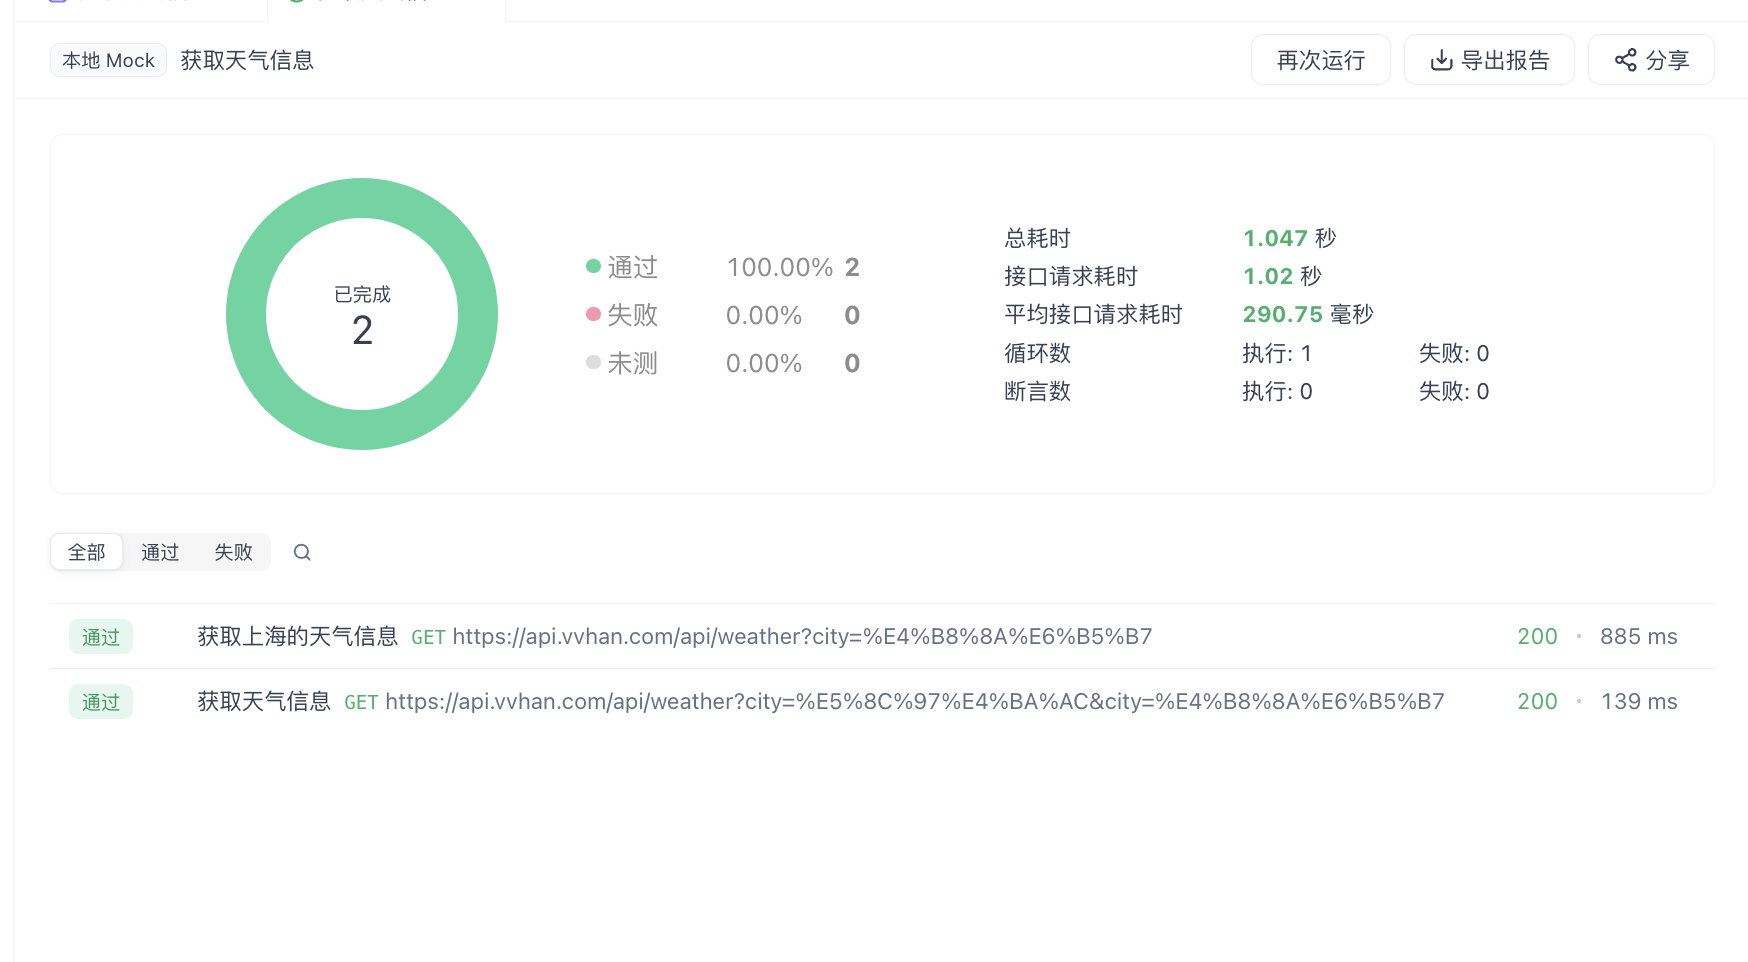 本地 Mock 获取天气信息 再次运行 导出报告 分享
已完成
2
通过 100.00% 2
失败 0.00% 0
未测 0.00% 0
总耗时 1.047 秒
接口请求耗时 1.02 秒
平均接口请求耗时 290.75 毫秒
循环数 执行: 1 失败: 0
断言数 执行: 0 失败: 0
全部 通过 失败
通过 获取上海的天气信息 GET https://api.vvhan.com/api/weather?city=%E4%B8%8A%E6%B5%B7 200 · 885 ms
通过 获取天气信息 GET https://api.vvhan.com/api/weather?city=%E5%8C%97%E4%BA%AC&city=%E4%B8%8A%E6%B5%B7 200 · 139 ms